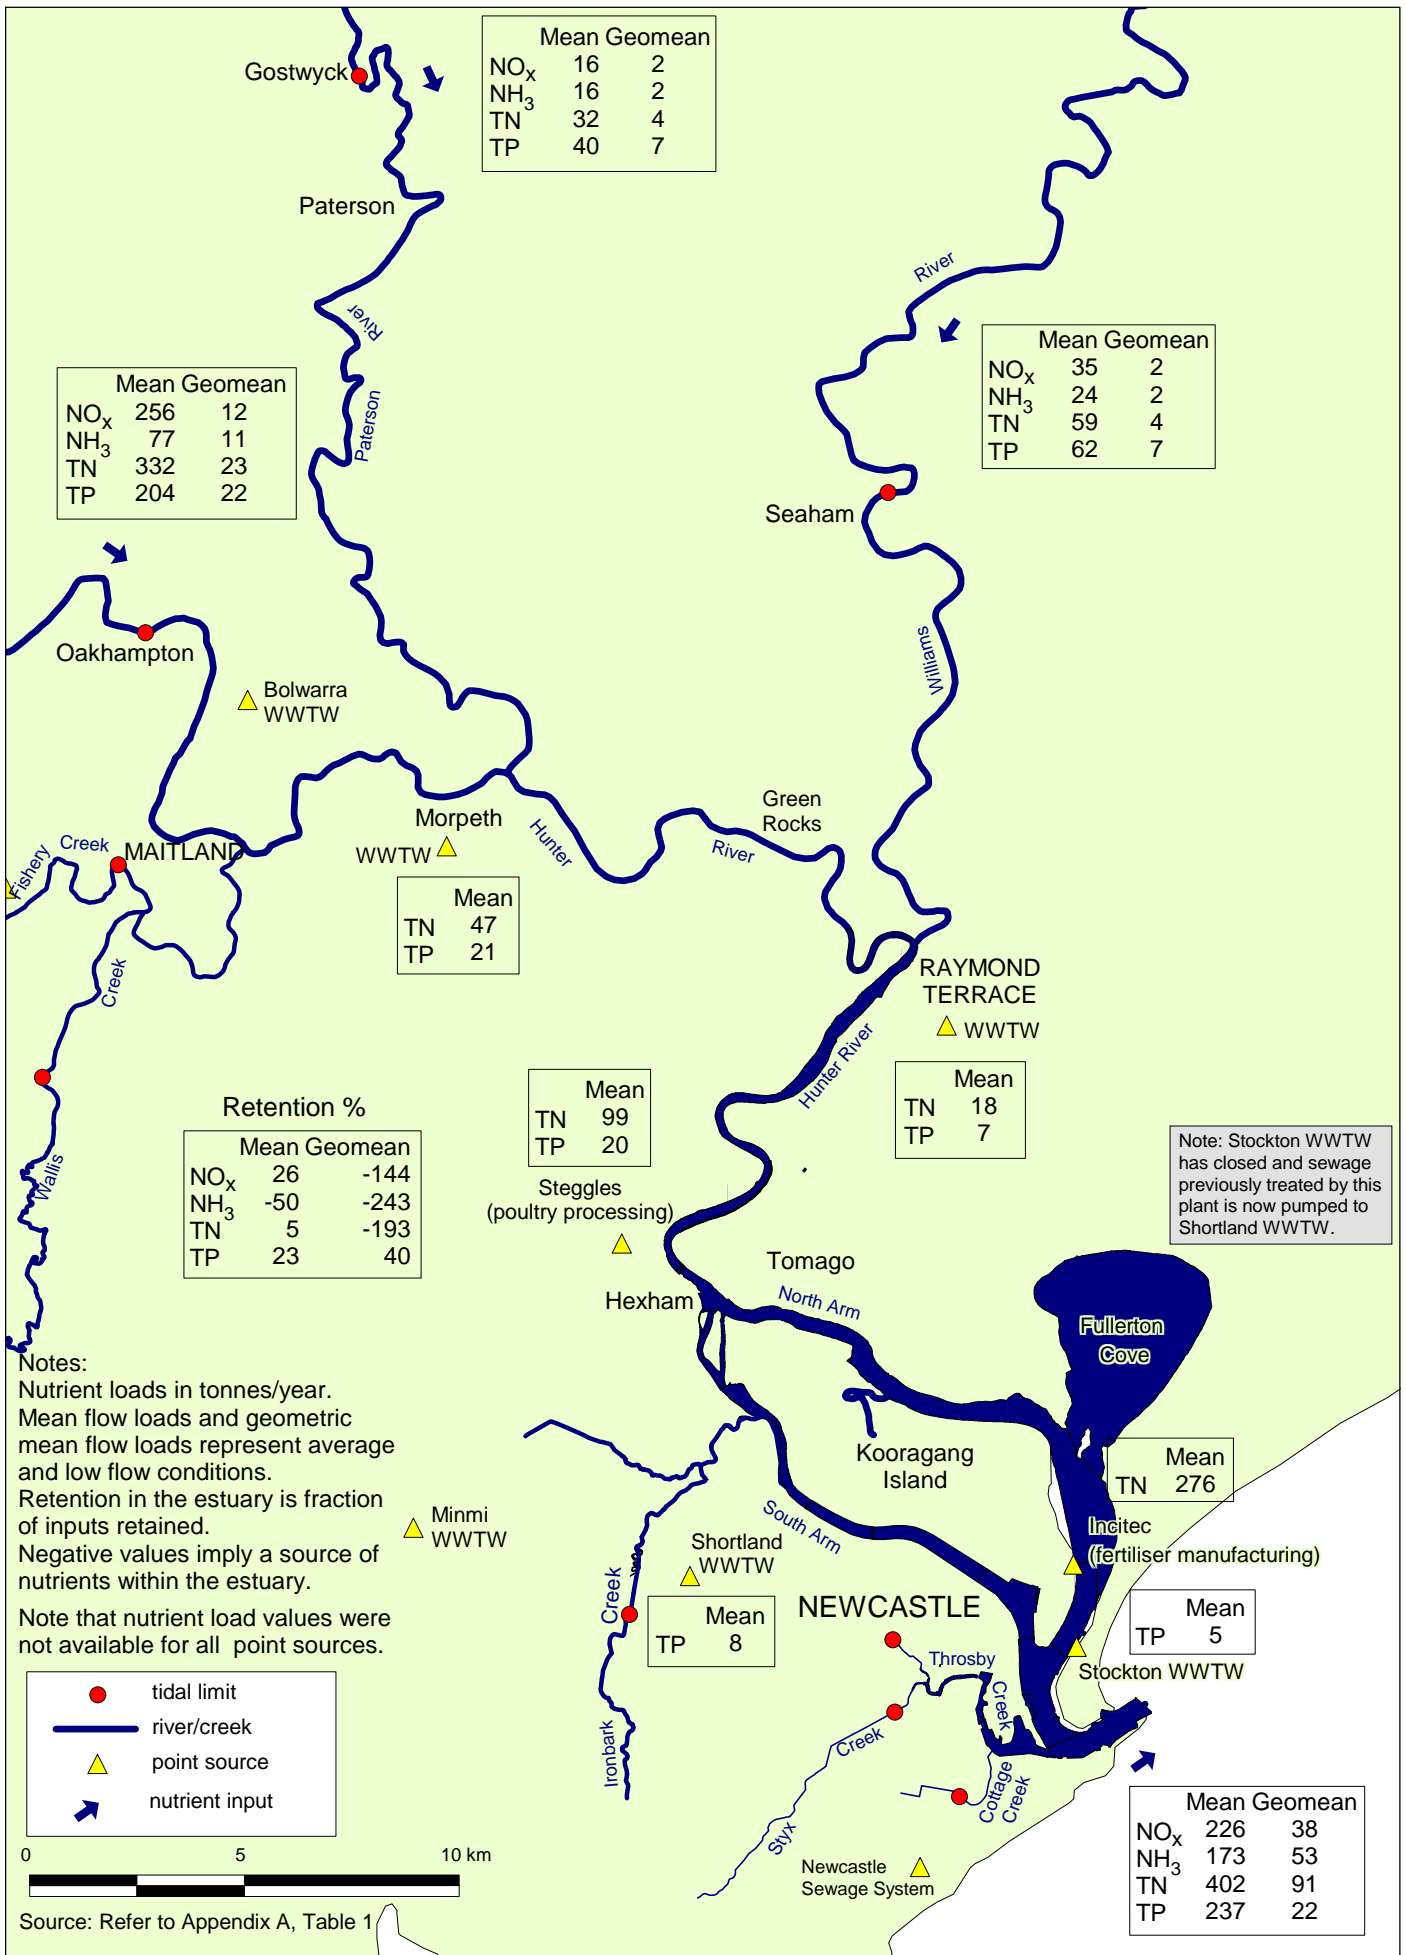 Mean Geomean
NOx 16 2
NH3 16 2
TN 32 4
TP 40 7
Gostwyck
Paterson
River
Paterson
River
Mean Geomean
NOx 35 2
NH3 24 2
TN 59 4
TP 62 7
Mean Geomean
NOx 256 12
NH3 77 11
TN 332 23
TP 204 22
Seaham
Williams
Oakhampton
Bolwarra
WWTW
Green
Rocks
Morpeth
WWTW
Hunter
River
Fishery
Creek
MAITLAND
Mean
TN 47
TP 21
Creek
Wallis
RAYMOND
TERRACE
WWTW
Hunter River
Mean
TN 18
TP 7
Mean
TN 99
TP 20
Steggles
(poultry processing)
Retention %
Mean Geomean
NOx 26 -144
NH3 -50 -243
TN 5 -193
TP 23 40
Note: Stockton WWTW
has closed and sewage
previously treated by this
plant is now pumped to
Shortland WWTW.
Tomago
Hexham
North Arm
Fullerton
Cove
Kooragang
Island
South Arm
Mean
TN 276
Incitec
(fertiliser manufacturing)
Notes:
Nutrient loads in tonnes/year.
Mean flow loads and geometric
mean flow loads represent average
and low flow conditions.
Retention in the estuary is fraction
of inputs retained.
Negative values imply a source of
nutrients within the estuary.
Note that nutrient load values were
not available for all point sources.
Minmi
WWTW
Shortland
WWTW
Mean
TP 8
Creek
Ironbark
NEWCASTLE
Mean
TP 5
Stockton WWTW
Throsby
Creek
Creek
Styx
Cottage
Creek
Newcastle
Sewage System
Mean Geomean
NOx 226 38
NH3 173 53
TN 402 91
TP 237 22
tidal limit
river/creek
point source
nutrient input
0 5 10 km
Source: Refer to Appendix A, Table 1